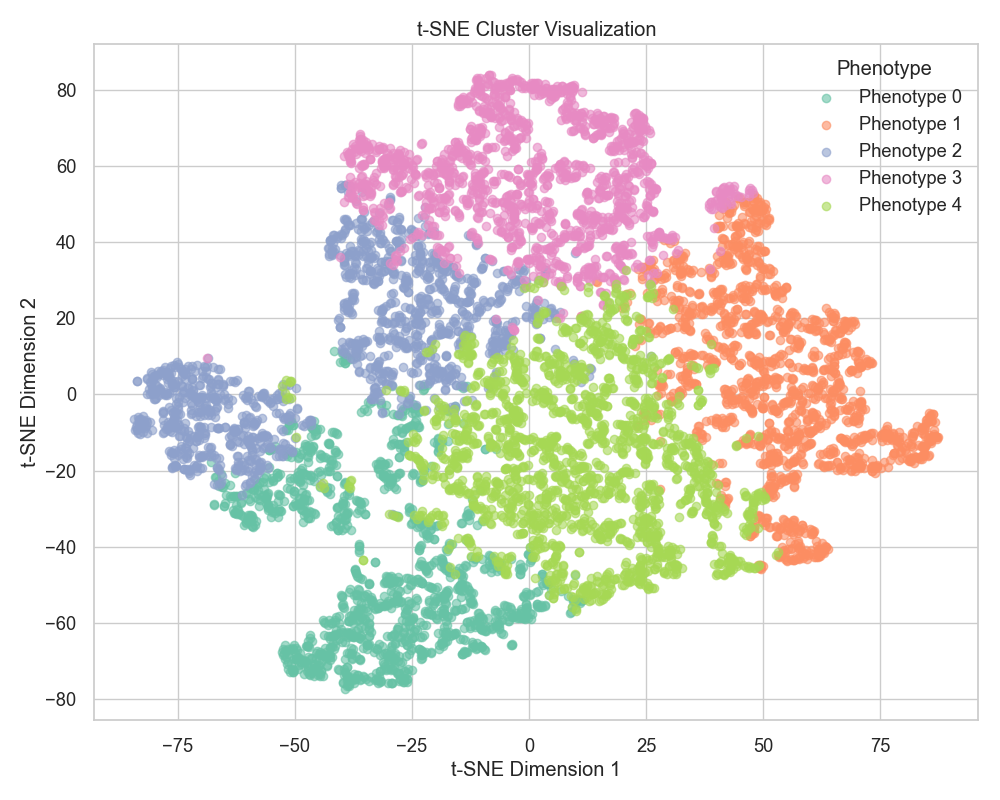 t-SNE Cluster Visualization
Phenotype
Phenotype 0
Phenotype 1
Phenotype 2
Phenotype 3
Phenotype 4
t-SNE Dimension 2
80
60
40
20
0
−20
−40
−60
−80
−75
−50
−25
0
25
50
75
t-SNE Dimension 1